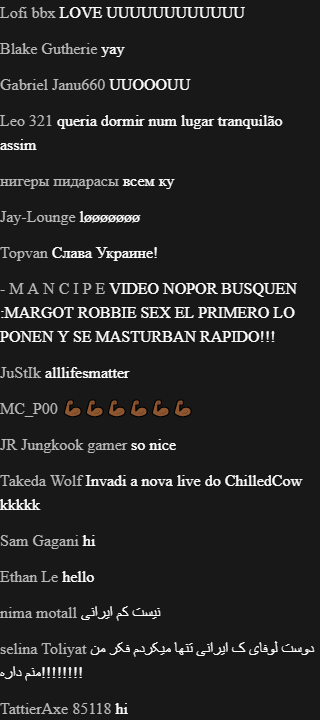 Lofi bbx LOVE UUUUUUUUUUUU
Blake Gutherie yay
Gabriel Janu660 UUOOOUU
Leo 321 queria dormir num lugar tranquilão
assim
нигеры пидарасы всем ку
Jay-Lounge løøøøøøø
Topvan Слава Украине!
- M A N C I P E VIDEO NOPOR BUSQUEN
:MARGOT ROBBIE SEX EL PRIMERO LO
PONEN Y SE MASTURBAN RAPIDO!!!
JuStIk alllifesmatter
MC_P00 💪🏾💪🏾💪🏾💪🏾💪🏾💪🏾
JR Jungkook gamer so nice
Takeda Wolf Invadi a nova live do ChilledCow
kkkkk
Sam Gagani hi
Ethan Le hello
nima motall نیست کم ایرانی
selina Toliyat دوست لوفای ک ایرانی تنها میکردم فکر من
منم داره!!!!!!!!
TattierAxe 85118 hi